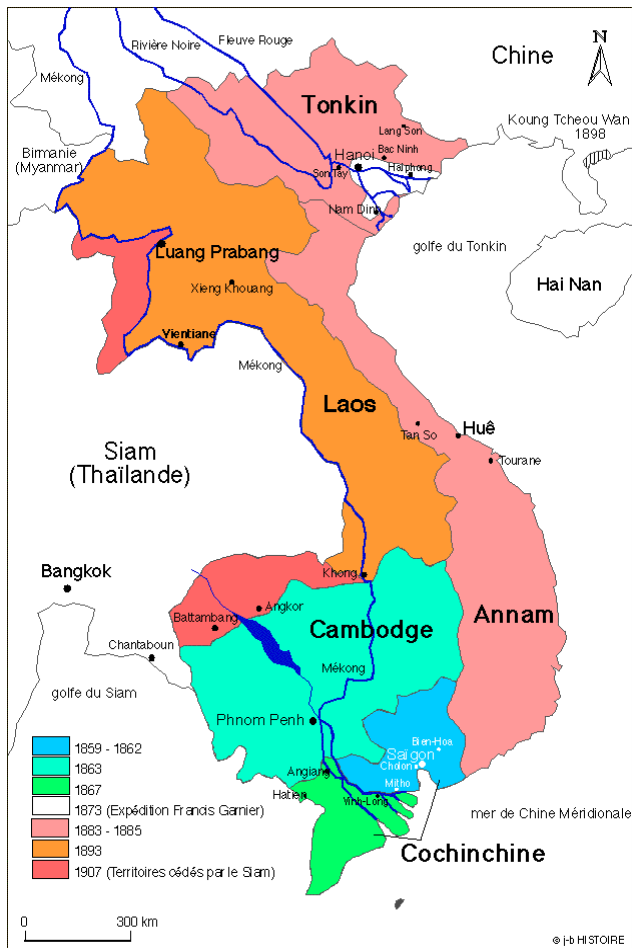 Fleuve Rouge
Rivière Noire
Chine
N
Mékong
Tonkin
Koung Tcheou Wan
1898
Lang Son
Bac Ninh
Birmanie
(Myanmar)
Hanoi
Son Tay
Haïphong
Nam Dinh
golfe du Tonkin
Luang Prabang
Hai Nan
Xieng Khouang
Yientiane
Mékong
Laos
Huê
Tan So
Siam
(Thaïlande)
Tourane
Bangkok
Khong
Angkor
Annam
Battambang
Cambodge
Chantaboun
Mékong
golfe du Siam
Phnom Penh
Bien-Hoa
Saigon
Cholon
Angiang
Mitho
Hatien
Vinh-Long
mer de Chine Méridionale
Cochinchine
1859 - 1862
1863
1867
1873 (Expédition Francis Garnier)
1883 - 1885
1893
1907 (Territoires cédés par le Siam)
0 300 km
© j-b HISTOIRE